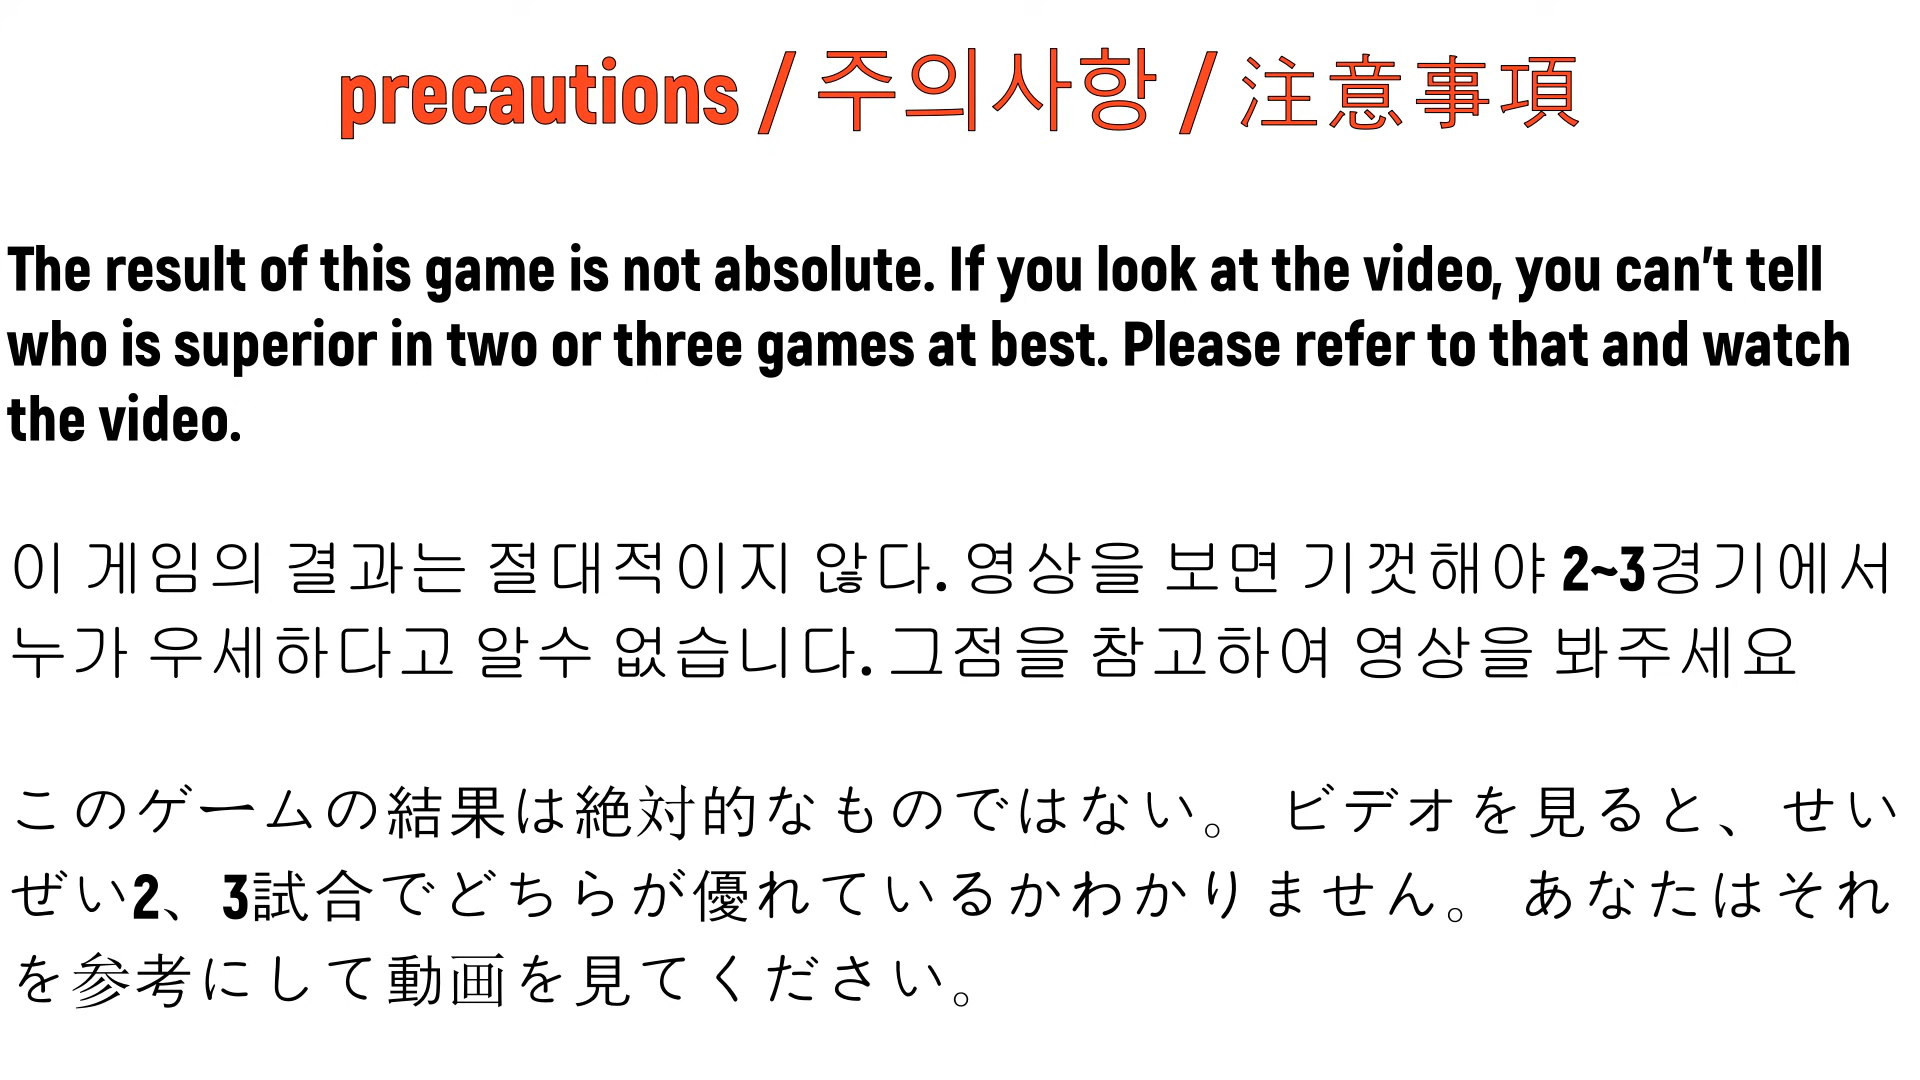 precautions / 주의사항 / 注意事項
The result of this game is not absolute. If you look at the video, you can't tell
who is superior in two or three games at best. Please refer to that and watch
the video.
이 게임의 결과는 절대적이지 않다. 영상을 보면 기껏해야 2~3경기에서
누가 우세하다고 알수 없습니다. 그점을 참고하여 영상을 봐주세요
このゲームの結果は絶対的なものではない。 ビデオを見ると、せい
ぜい2、3試合でどちらが優れているかわかりません。 あなたはそれ
を参考にして動画を見てください。